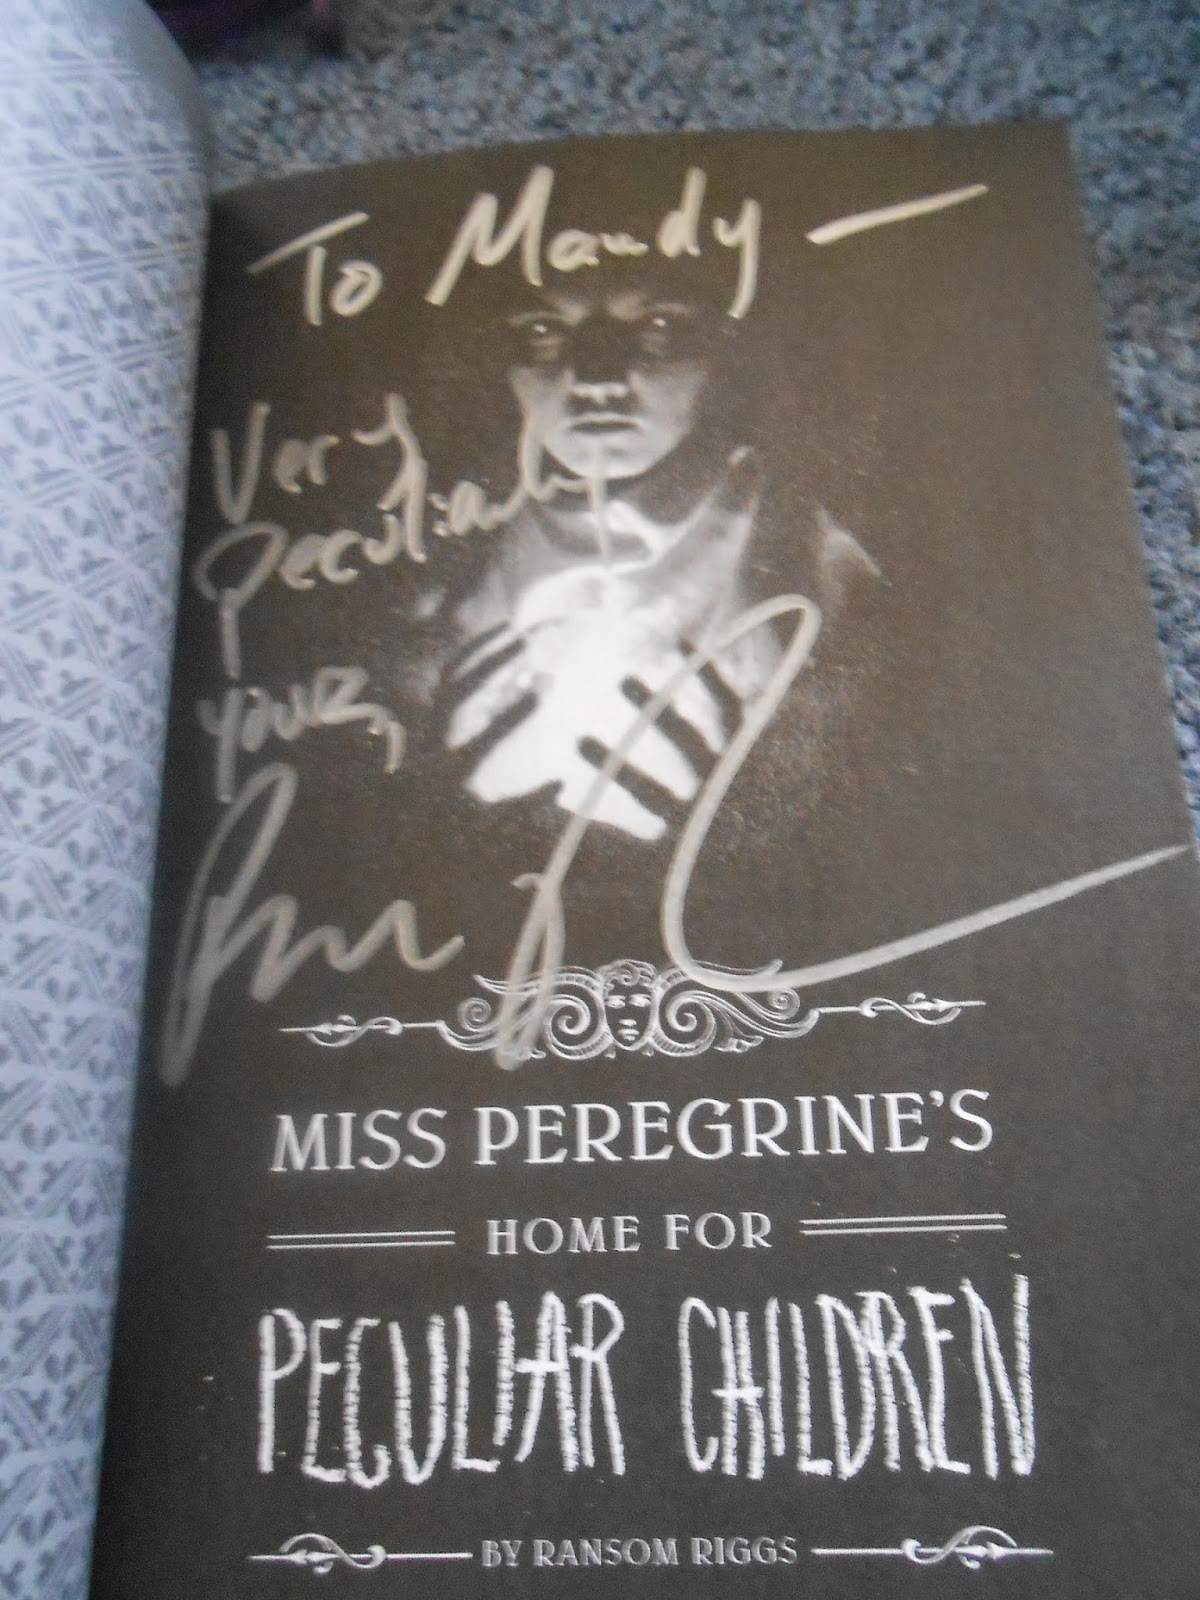 To Mandy —
Very
Peculiarly
yours,
MISS PEREGRINE'S
HOME FOR
PECULIAR CHILDREN
BY RANSOM RIGGS